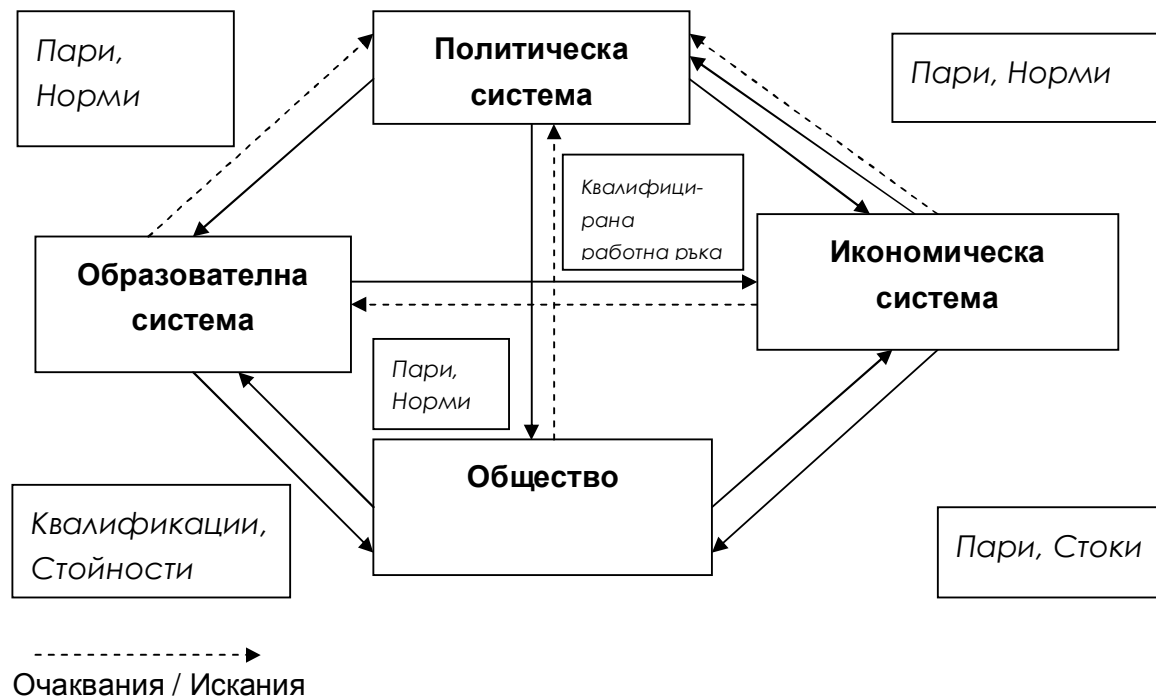 Пари,
Норми
Политическа
система
Пари, Норми
Квалифици-
рана
работна ръка
Образователна
система
Икономическа
система
Пари,
Норми
Общество
Квалификации,
Стойности
Пари, Стоки
Очаквания / Искания